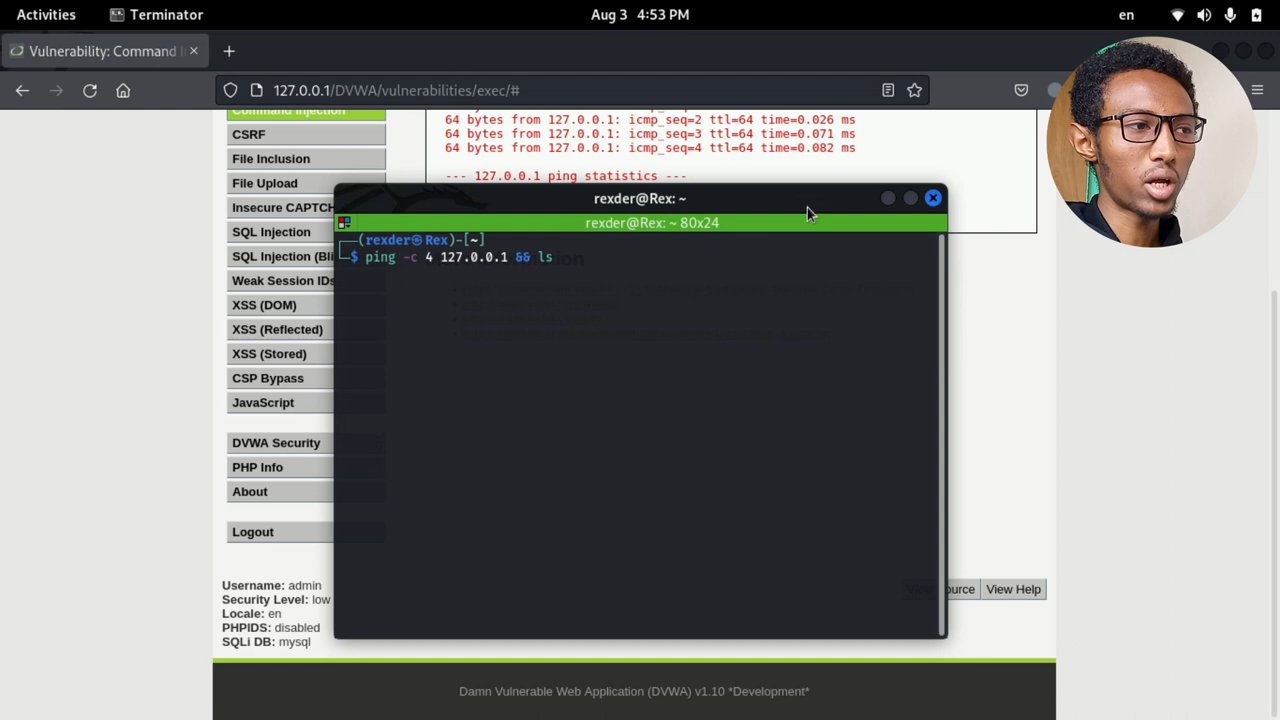 Activities
Terminator
Aug 3 4:53 PM
en
Vulnerability: Command
127.0.0.1/DVWA/vulnerabilities/exec/#
Command Injection
CSRF
File Inclusion
File Upload
Insecure CAPTCH
SQL Injection
SQL Injection (Bli
Weak Session IDs
XSS (DOM)
XSS (Reflected)
XSS (Stored)
CSP Bypass
JavaScript
DVWA Security
PHP Info
About
Logout
64 bytes from 127.0.0.1: icmp_seq=2 ttl=64 time=0.026 ms
64 bytes from 127.0.0.1: icmp_seq=3 ttl=64 time=0.071 ms
64 bytes from 127.0.0.1: icmp_seq=4 ttl=64 time=0.082 ms
--- 127.0.0.1 ping statistics ---
rexder@Rex: ~
rexder@Rex: ~ 80x24
(rexder㉿Rex)-[~]
$ ping -c 4 127.0.0.1 && ls
Username: admin
Security Level: low
Locale: en
PHPIDS: disabled
SQLi DB: mysql
ource
View Help
Damn Vulnerable Web Application (DVWA) v1.10 *Development*